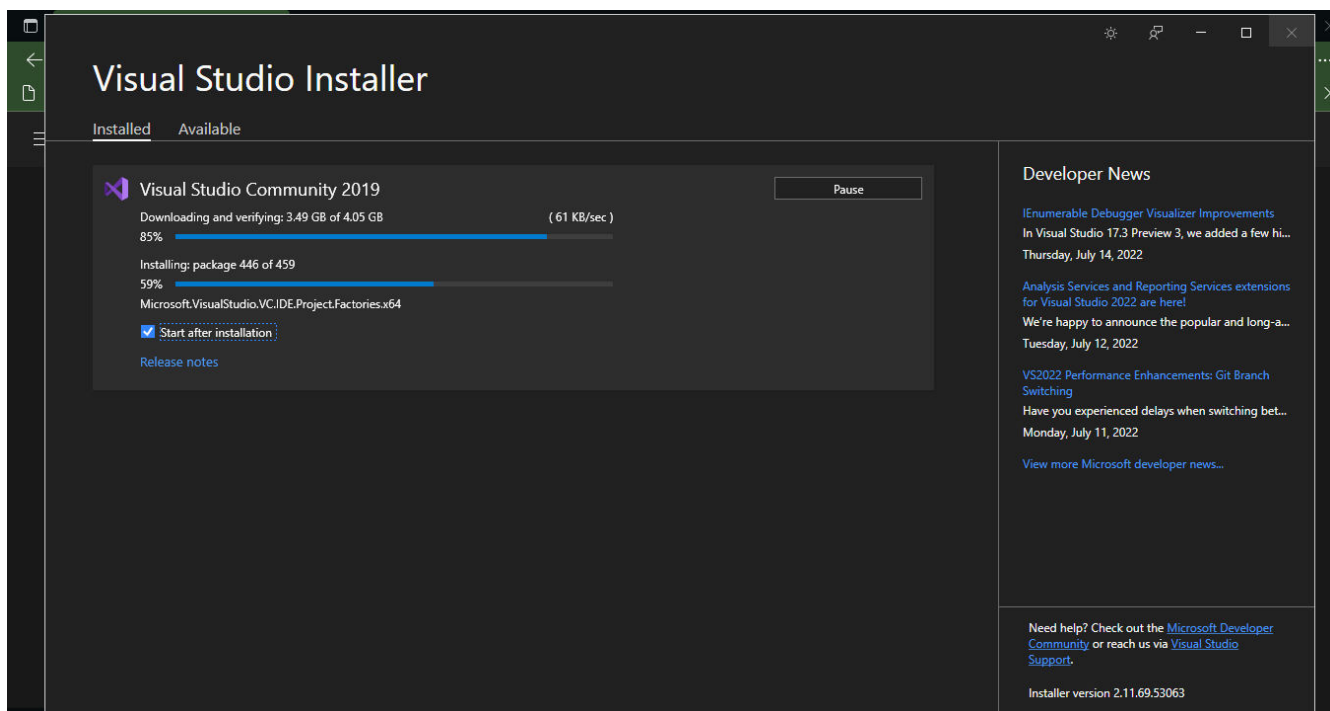 Visual Studio Installer
Installed
Available
Visual Studio Community 2019
Pause
Downloading and verifying: 3.49 GB of 4.05 GB
( 61 KB/sec )
85%
Installing: package 446 of 459
59%
Microsoft.VisualStudio.VC.IDE.Project.Factories.x64
Start after installation
Release notes
Developer News
IEnumerable Debugger Visualizer Improvements
In Visual Studio 17.3 Preview 3, we added a few hi...
Thursday, July 14, 2022
Analysis Services and Reporting Services extensions
for Visual Studio 2022 are here!
We're happy to announce the popular and long-a...
Tuesday, July 12, 2022
VS2022 Performance Enhancements: Git Branch
Switching
Have you experienced delays when switching bet...
Monday, July 11, 2022
View more Microsoft developer news...
Need help? Check out the Microsoft Developer
Community or reach us via Visual Studio
Support.
Installer version 2.11.69.53063